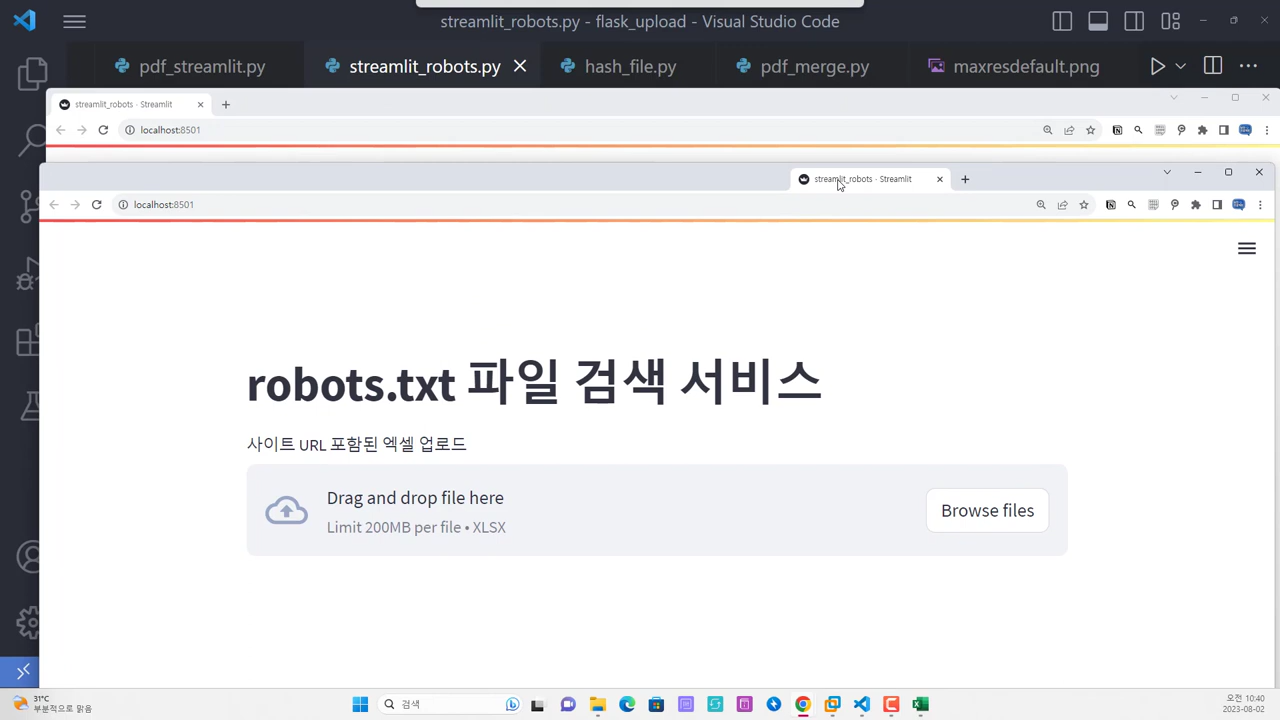 streamlit_robots.py - flask_upload - Visual Studio Code
pdf_streamlit.py
streamlit_robots.py
hash_file.py
pdf_merge.py
maxresdefault.png
streamlit_robots · Streamlit
localhost:8501
streamlit_robots · Streamlit
localhost:8501
robots.txt 파일 검색 서비스
사이트 URL 포함된 엑셀 업로드
Drag and drop file here
Limit 200MB per file • XLSX
Browse files
31°C
부분적으로 맑음
검색
오전 10:40
2023-08-02